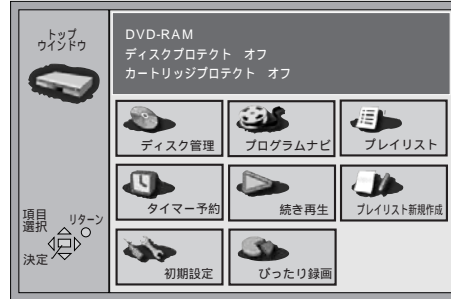 トップ
ウインドウ
DVD-RAM
ディスクプロテクト オフ
カートリッジプロテクト オフ
ディスク管理
プログラムナビ
プレイリスト
タイマー予約
続き再生
プレイリスト新規作成
初期設定
ぴったり録画
項目
選択
リターン
決定